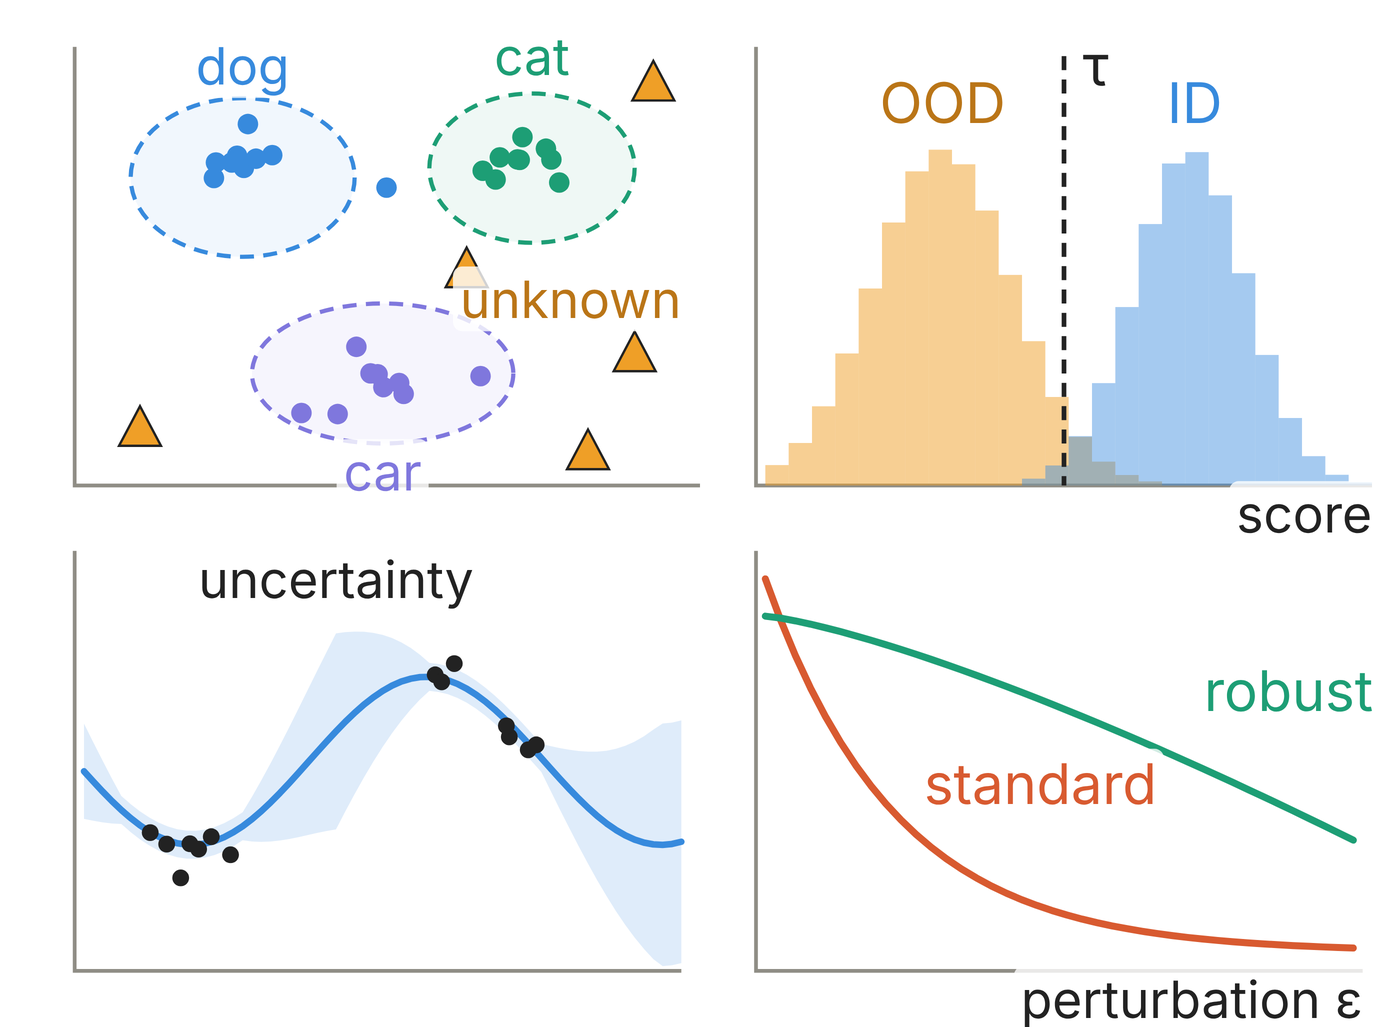 dog
cat
unknown
car
τ
OOD
ID
score
uncertainty
robust
standard
perturbation ε